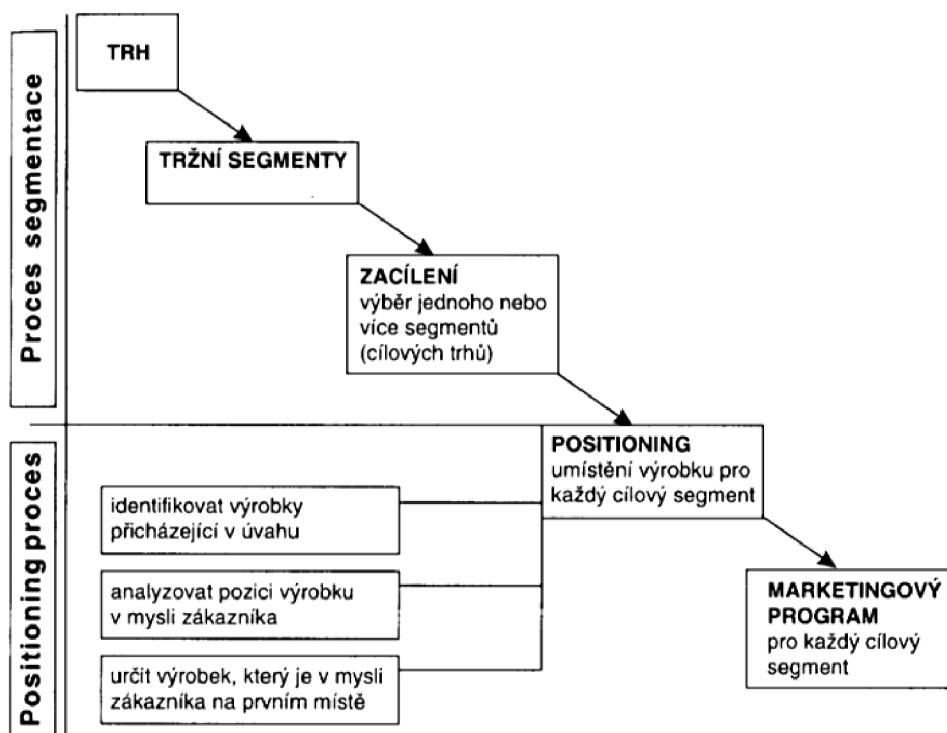 Proces segmentace
TRH
TRŽNÍ SEGMENTY
ZACÍLENÍ
výběr jednoho nebo
více segmentů
(cílových trhů)
Positioning proces
POSITIONING
umístění výrobku pro
každý cílový segment
identifikovat výrobky
přicházející v úvahu
analyzovat pozici výrobku
v mysli zákazníka
určit výrobek, který je v mysli
zákazníka na prvním místě
MARKETINGOVÝ
PROGRAM
pro každý cílový
segment